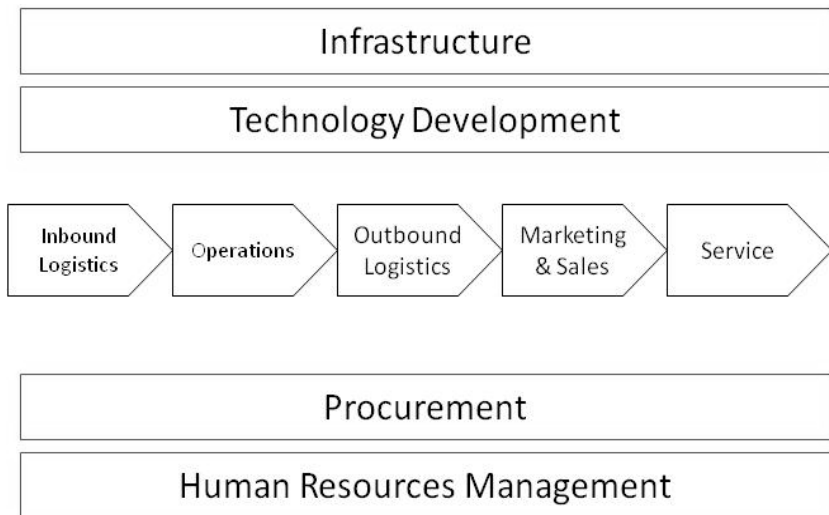 Infrastructure
Technology Development
Inbound
Logistics
Operations
Outbound
Logistics
Marketing
& Sales
Service
Procurement
Human Resources Management